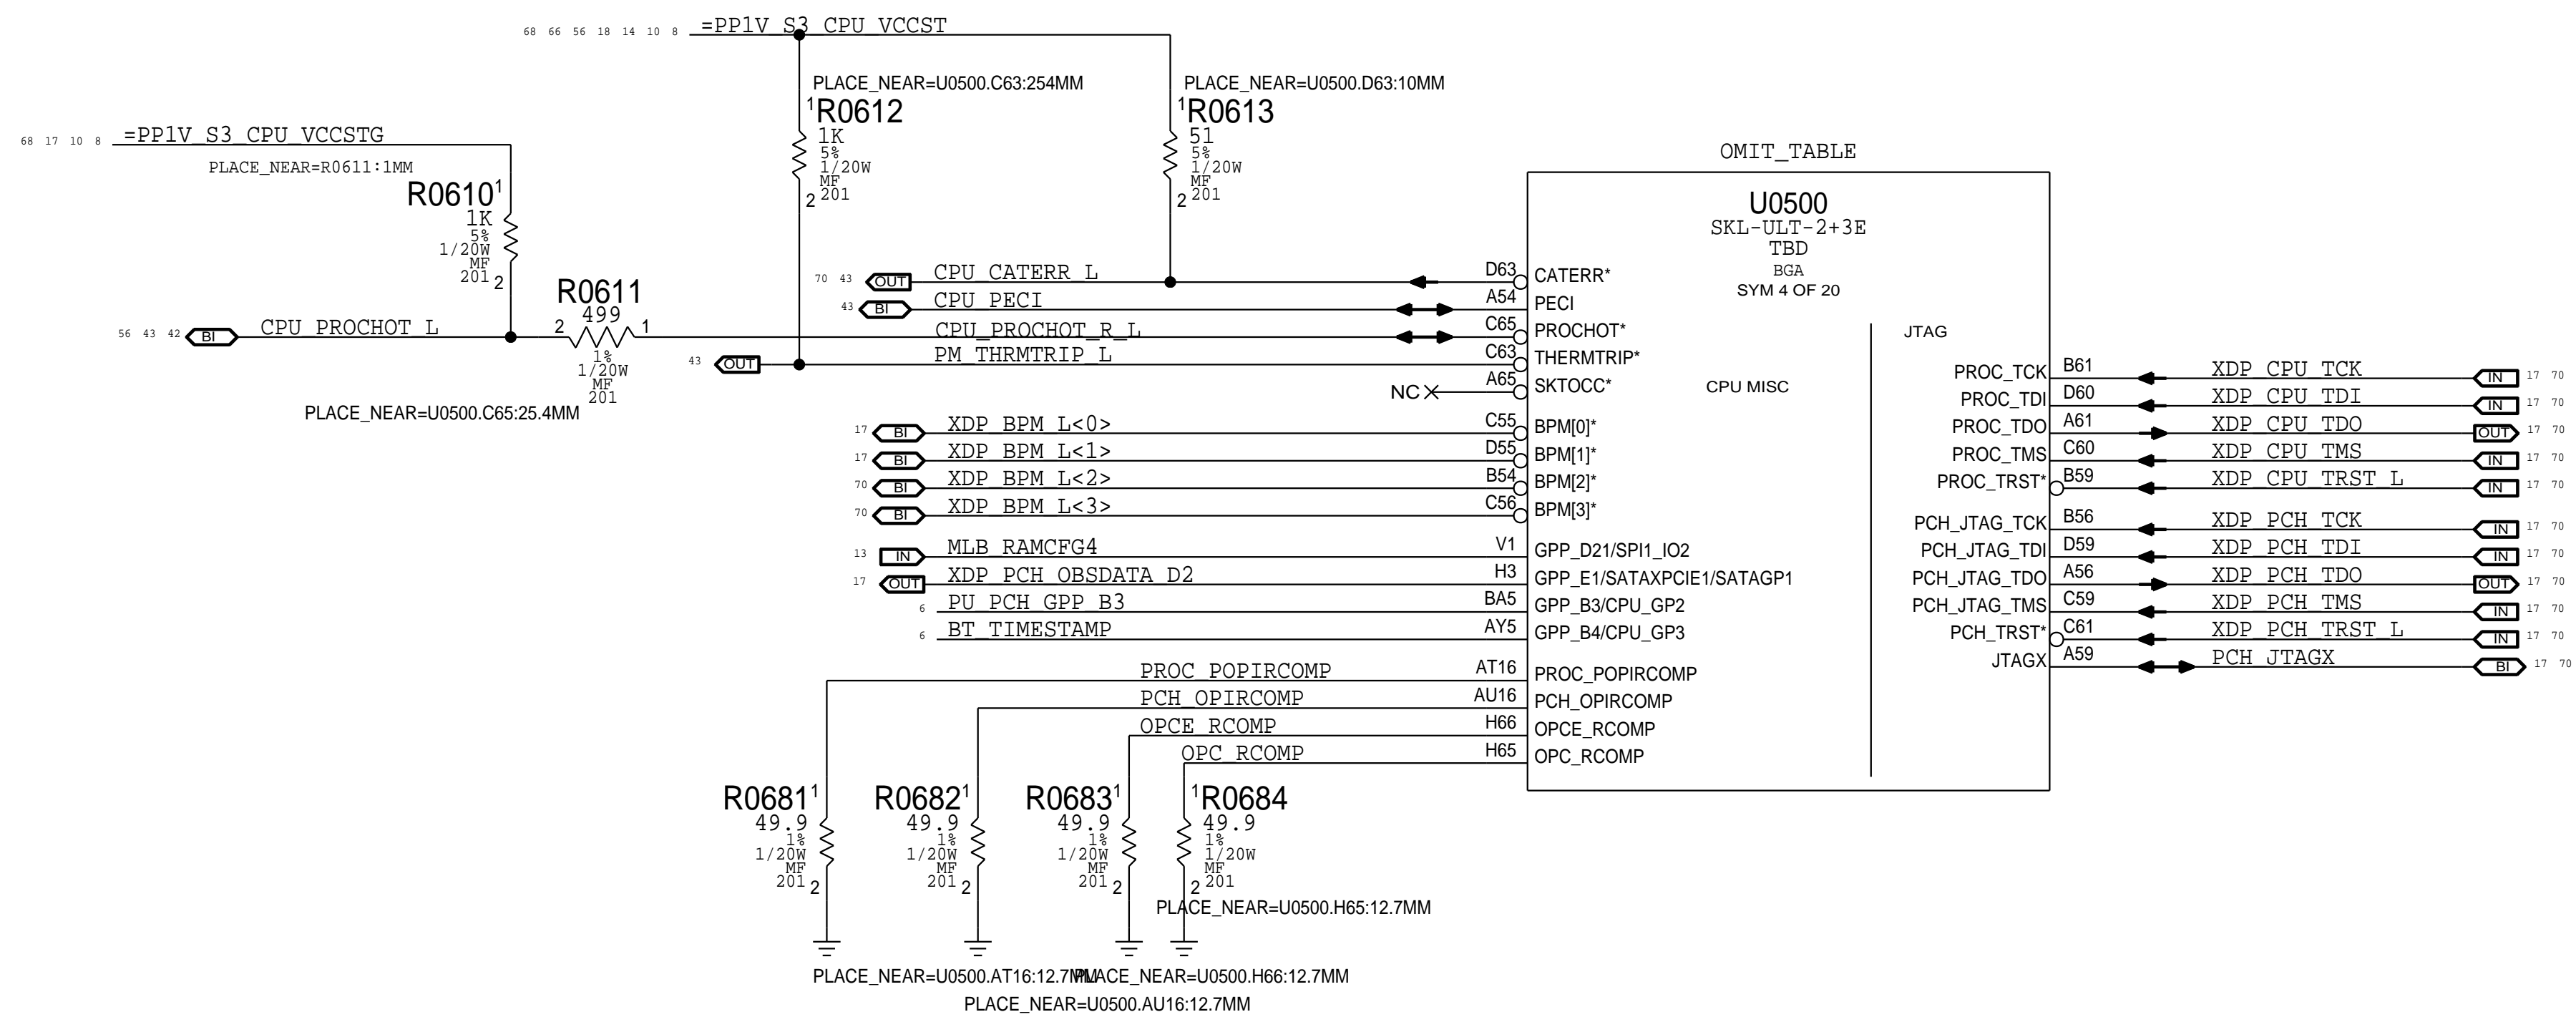 68 66 56 18 14 10 8 =PP1V_S3_CPU_VCCST
PLACE_NEAR=U0500.C63:254MM
1 R0612
1K
5%
1/20W
MF
201
2
PLACE_NEAR=U0500.D63:10MM
1 R0613
51
5%
1/20W
MF
201
2
68 17 10 8 =PP1V_S3_CPU_VCCSTG
PLACE_NEAR=R0611:1MM
R0610 1
1K
5%
1/20W
MF
201
2
R0611
499
2 1
1%
1/20W
MF
201
PLACE_NEAR=U0500.C65:25.4MM
56 43 42 BI CPU_PROCHOT_L
OMIT_TABLE
U0500
SKL-ULT-2+3E
TBD
BGA
SYM 4 OF 20
CPU MISC
JTAG
70 43 OUT CPU_CATERR_L D63 CATERR*
43 BI CPU_PECI A54 PECI
CPU_PROCHOT_R_L C65 PROCHOT*
43 OUT PM_THRMTRIP_L C63 THERMTRIP*
NC A65 SKTOCC*
17 BI XDP_BPM_L<0> C55 BPM[0]*
17 BI XDP_BPM_L<1> D55 BPM[1]*
70 BI XDP_BPM_L<2> B54 BPM[2]*
70 BI XDP_BPM_L<3> C56 BPM[3]*
13 IN MLB_RAMCFG4 V1 GPP_D21/SPI1_IO2
17 OUT XDP_PCH_OBSDATA_D2 H3 GPP_E1/SATAXPCIE1/SATAGP1
6 PU_PCH_GPP_B3 BA5 GPP_B3/CPU_GP2
6 BT_TIMESTAMP AY5 GPP_B4/CPU_GP3
PROC_POPIRCOMP AT16 PROC_POPIRCOMP
PCH_OPIRCOMP AU16 PCH_OPIRCOMP
OPCE_RCOMP H66 OPCE_RCOMP
OPC_RCOMP H65 OPC_RCOMP
PROC_TCK B61 XDP_CPU_TCK IN 17 70
PROC_TDI D60 XDP_CPU_TDI IN 17 70
PROC_TDO A61 XDP_CPU_TDO OUT 17 70
PROC_TMS C60 XDP_CPU_TMS IN 17 70
PROC_TRST* B59 XDP_CPU_TRST_L IN 17 70
PCH_JTAG_TCK B56 XDP_PCH_TCK IN 17 70
PCH_JTAG_TDI D59 XDP_PCH_TDI IN 17 70
PCH_JTAG_TDO A56 XDP_PCH_TDO OUT 17 70
PCH_JTAG_TMS C59 XDP_PCH_TMS IN 17 70
PCH_TRST* C61 XDP_PCH_TRST_L IN 17 70
JTAGX A59 PCH_JTAGX BI 17 70
R0681 1
49.9
1%
1/20W
MF
201
2
R0682 1
49.9
1%
1/20W
MF
201
2
R0683 1
49.9
1%
1/20W
MF
201
2
1 R0684
49.9
1%
1/20W
MF
201
2
PLACE_NEAR=U0500.H65:12.7MM
PLACE_NEAR=U0500.AT16:12.7MM
PLACE_NEAR=U0500.H66:12.7MM
PLACE_NEAR=U0500.AU16:12.7MM